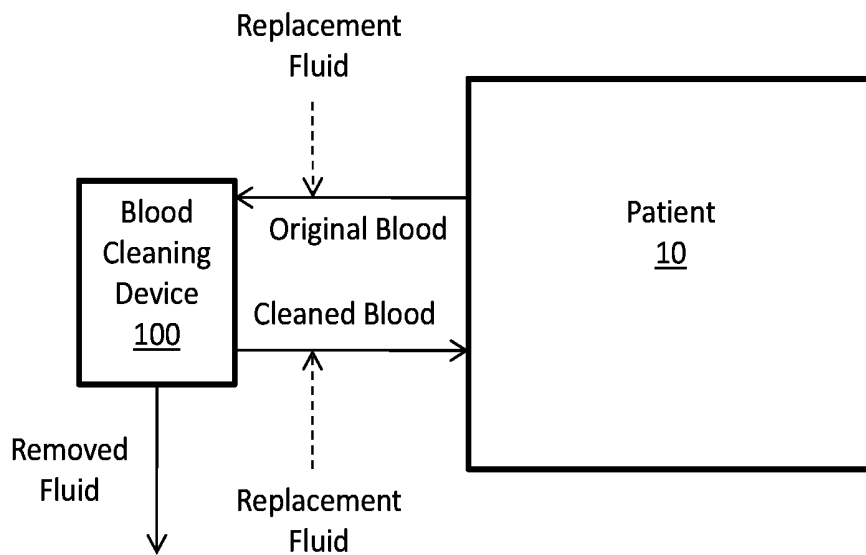 Replacement
Fluid
Blood
Cleaning
Device
100
Original Blood
Cleaned Blood
Patient
10
Removed
Fluid
Replacement
Fluid